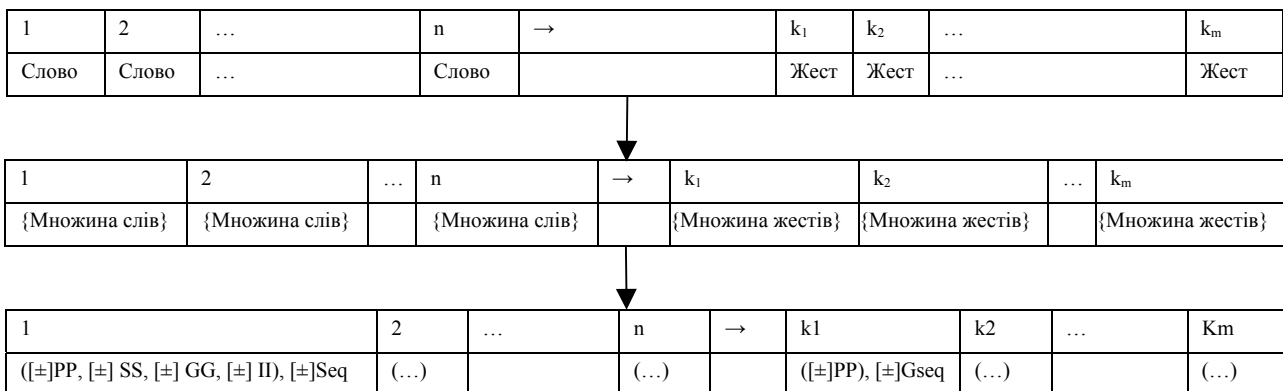 1 2 … n → k₁ k₂ … kₘ
Слово Слово … Слово Жест Жест … Жест
1 2 … n → k₁ k₂ … kₘ
{Множина слів} {Множина слів} {Множина слів} {Множина жестів} {Множина жестів} {Множина жестів}
1 2 … n → k1 k2 … Km
([±]PP, [±] SS, [±] GG, [±] II), [±]Seq (…) (…) ([±]PP), [±]Gseq (…) (…)